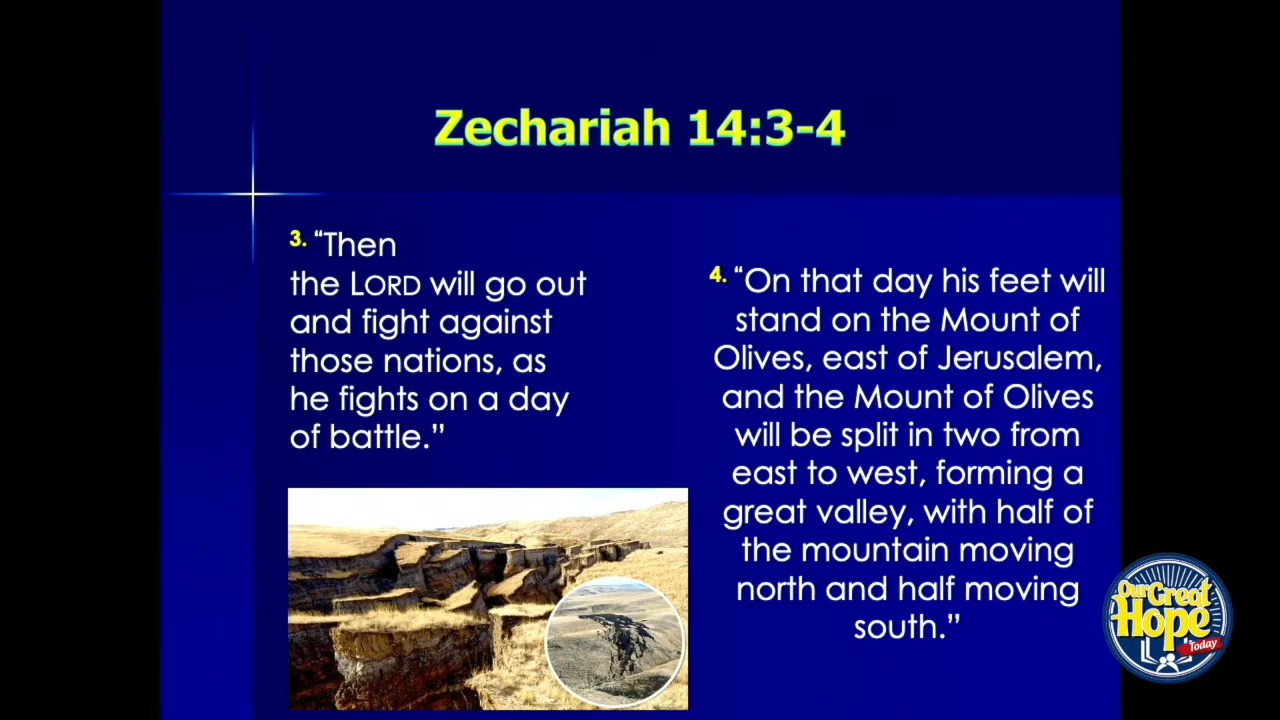 Zechariah 14:3-4
3. “Then
the LORD will go out
and fight against
those nations, as
he fights on a day
of battle.”
4. “On that day his feet will
stand on the Mount of
Olives, east of Jerusalem,
and the Mount of Olives
will be split in two from
east to west, forming a
great valley, with half of
the mountain moving
north and half moving
south.”
Our Great
Hope
Today